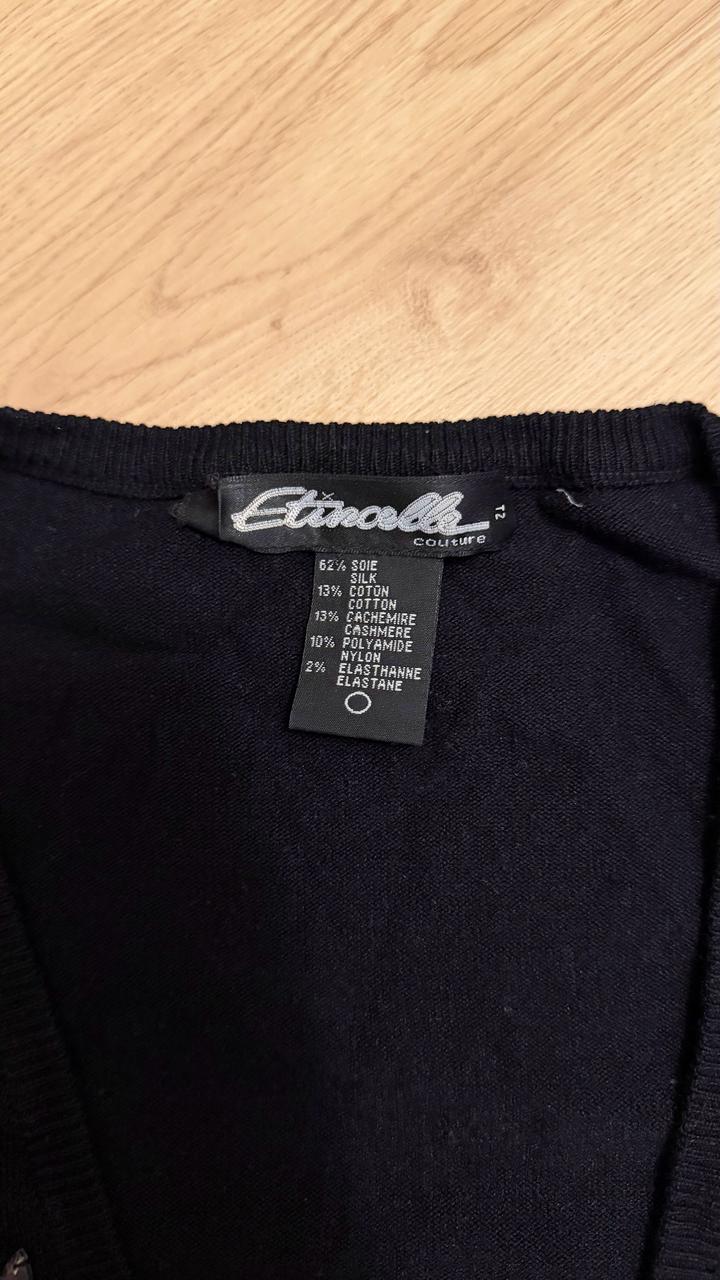 Etincelle
couture
T2
62% SOIE
SILK
13% COTON
COTTON
13% CACHEMIRE
CASHMERE
10% POLYAMIDE
NYLON
2% ELASTHANNE
ELASTANE